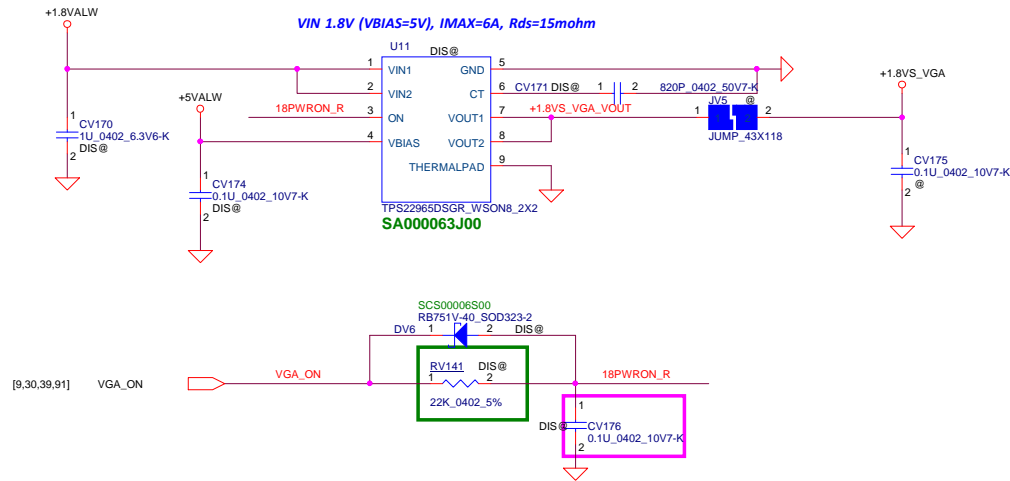 +1.8VALW
VIN 1.8V (VBIAS=5V), IMAX=6A, Rds=15mohm
U11
DIS@
1 VIN1 GND 5
2 VIN2 CT 6 CV171 DIS@ 1 2 820P_0402_50V7-K
+5VALW
18PWRON_R 3 ON VOUT1 7 +1.8VS_VGA_VOUT
4 VBIAS VOUT2 8
THERMALPAD 9
TPS22965DSGR_WSON8_2X2
SA000063J00
1
CV170
1U_0402_6.3V6-K
2 DIS@
1
CV174
0.1U_0402_10V7-K
DIS@
2
JV5 @
1 1 2 2
JUMP_43X118
+1.8VS_VGA
1
CV175
0.1U_0402_10V7-K
@
2
SCS00006S00
RB751V-40_SOD323-2
DV6 1 2 DIS@
RV141 DIS@
[9,30,39,91] VGA_ON VGA_ON 1 2 18PWRON_R
22K_0402_5%
1
DIS@ CV176
0.1U_0402_10V7-K
2